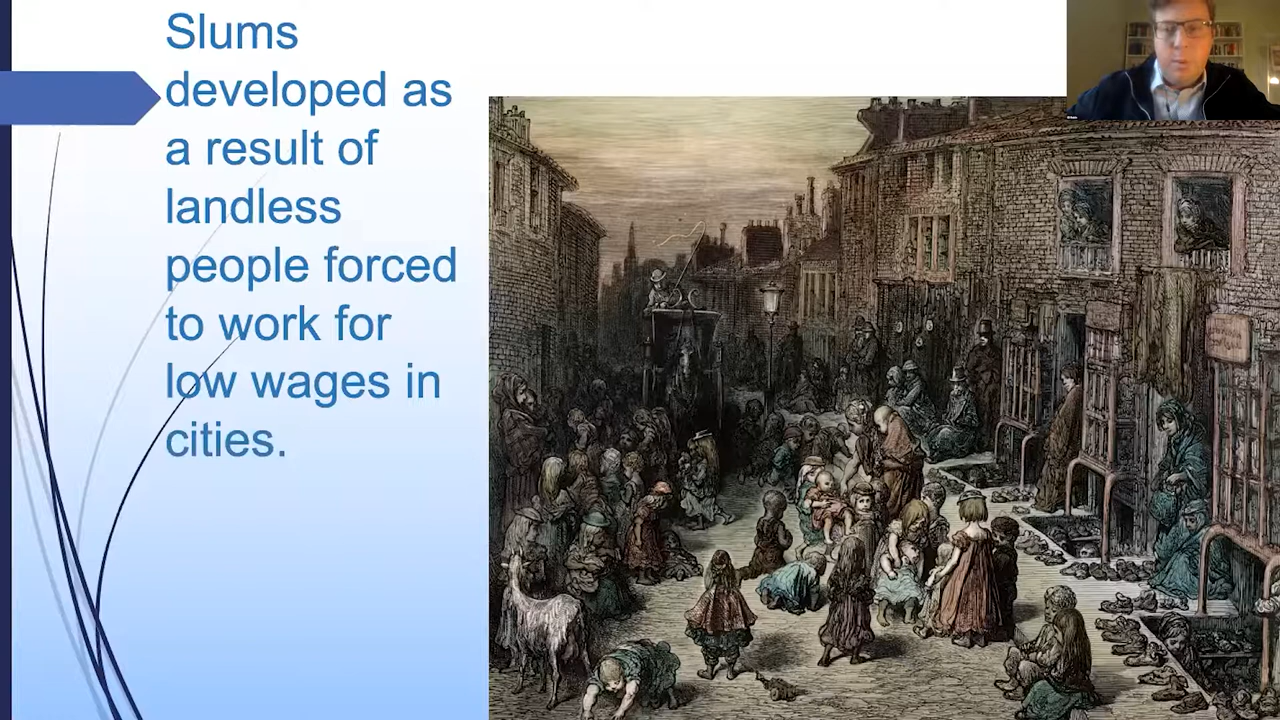 Slums
developed as
a result of
landless
people forced
to work for
low wages in
cities.